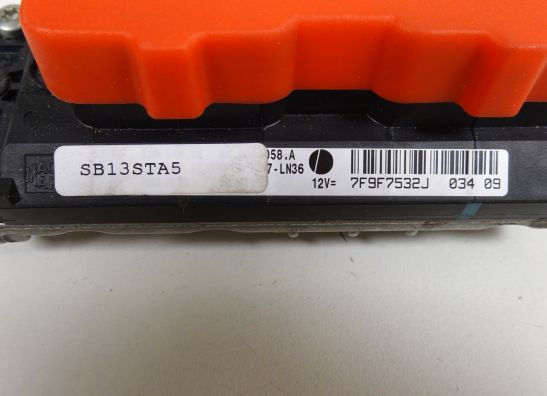 SB13STA5
058.A
7-LN36
12V=
7F9F7532J 034 09